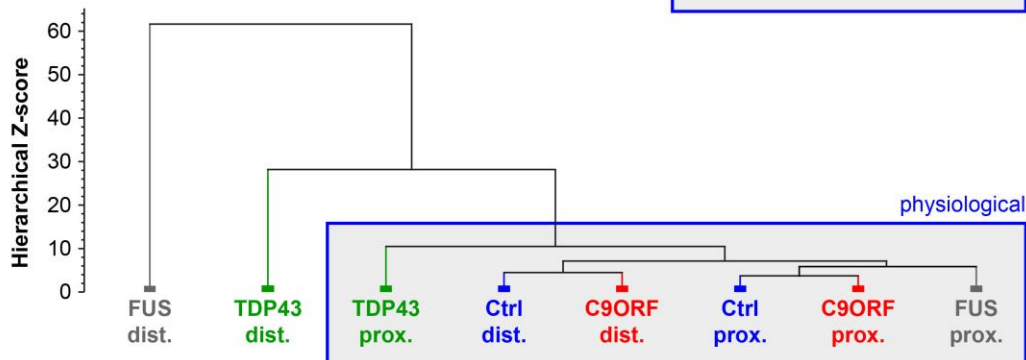 Hierarchical Z-score
60
50
40
30
20
10
0
physiological
FUS dist.
TDP43 dist.
TDP43 prox.
Ctrl dist.
C9ORF dist.
Ctrl prox.
C9ORF prox.
FUS prox.